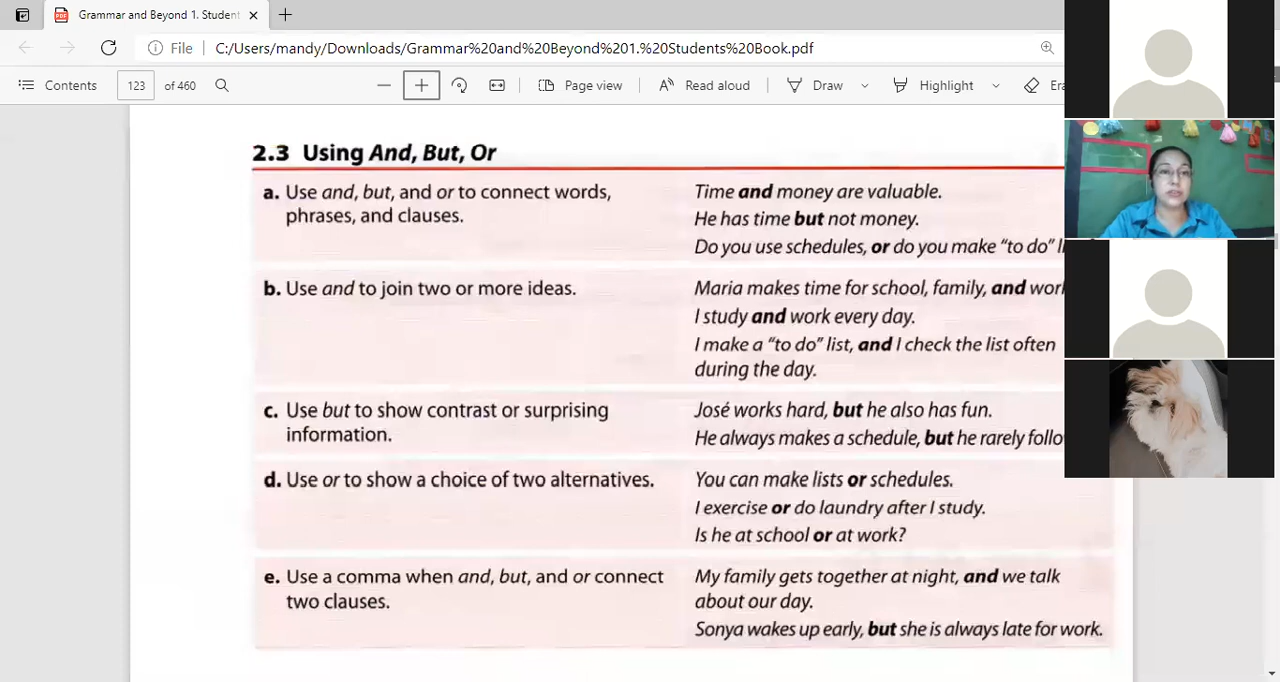 Grammar and Beyond 1. Student
File
C:/Users/mandy/Downloads/Grammar%20and%20Beyond%201.%20Students%20Book.pdf
Contents
123 of 460
Page view
Read aloud
Draw
Highlight
Era
2.3 Using And, But, Or
a. Use and, but, and or to connect words,
phrases, and clauses.
Time and money are valuable.
He has time but not money.
Do you use schedules, or do you make "to do" l
b. Use and to join two or more ideas.
Maria makes time for school, family, and wor
I study and work every day.
I make a "to do" list, and I check the list often
during the day.
c. Use but to show contrast or surprising
information.
José works hard, but he also has fun.
He always makes a schedule, but he rarely follo
d. Use or to show a choice of two alternatives.
You can make lists or schedules.
I exercise or do laundry after I study.
Is he at school or at work?
e. Use a comma when and, but, and or connect
two clauses.
My family gets together at night, and we talk
about our day.
Sonya wakes up early, but she is always late for work.